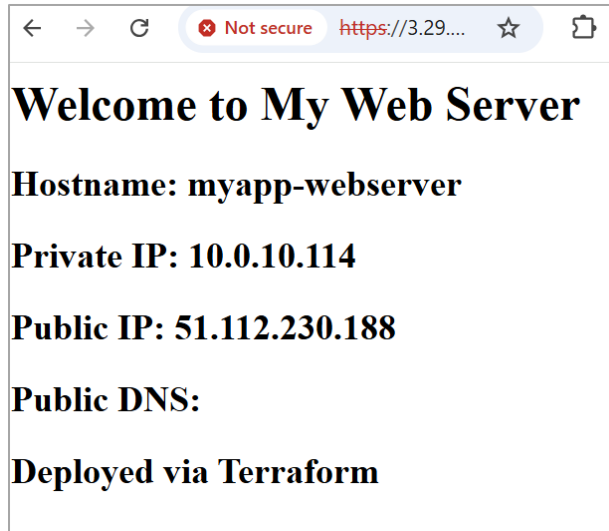 Not secure https://3.29....
Welcome to My Web Server
Hostname: myapp-webserver
Private IP: 10.0.10.114
Public IP: 51.112.230.188
Public DNS:
Deployed via Terraform